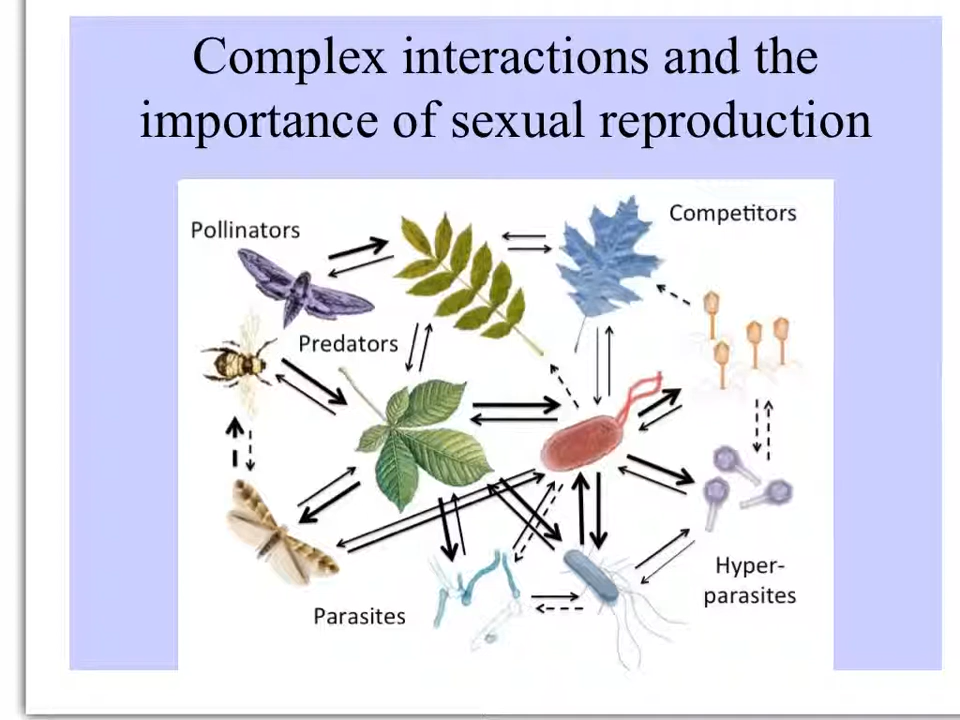 Complex interactions and the
importance of sexual reproduction
Pollinators
Competitors
Predators
Hyper-
parasites
Parasites